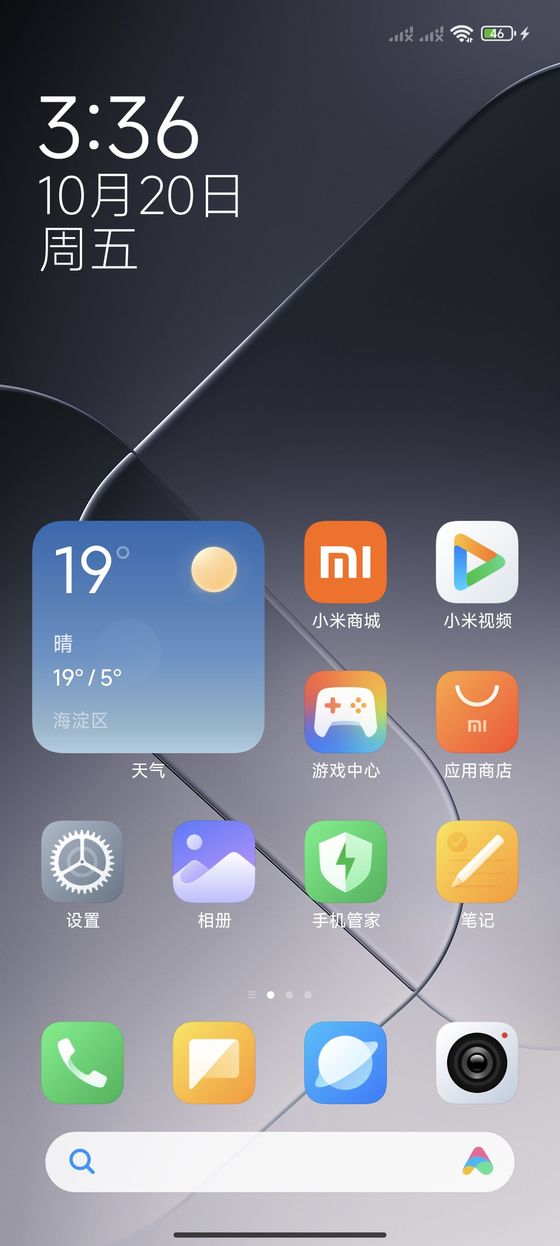 46
3:36
10月20日
周五
19°
晴
19° / 5°
海淀区
天气
小米商城
小米视频
mi
游戏中心
应用商店
设置
相册
手机管家
笔记